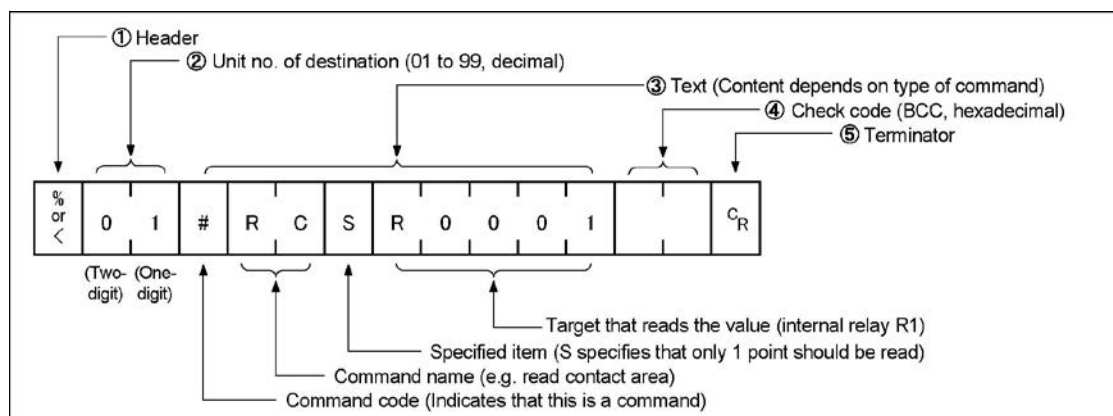 ① Header
② Unit no. of destination (01 to 99, decimal)
③ Text (Content depends on type of command)
④ Check code (BCC, hexadecimal)
⑤ Terminator
% or < 0 1 # R C S R 0 0 0 1 CR
(Two-digit) (One-digit)
Target that reads the value (internal relay R1)
Specified item (S specifies that only 1 point should be read)
Command name (e.g. read contact area)
Command code (Indicates that this is a command)